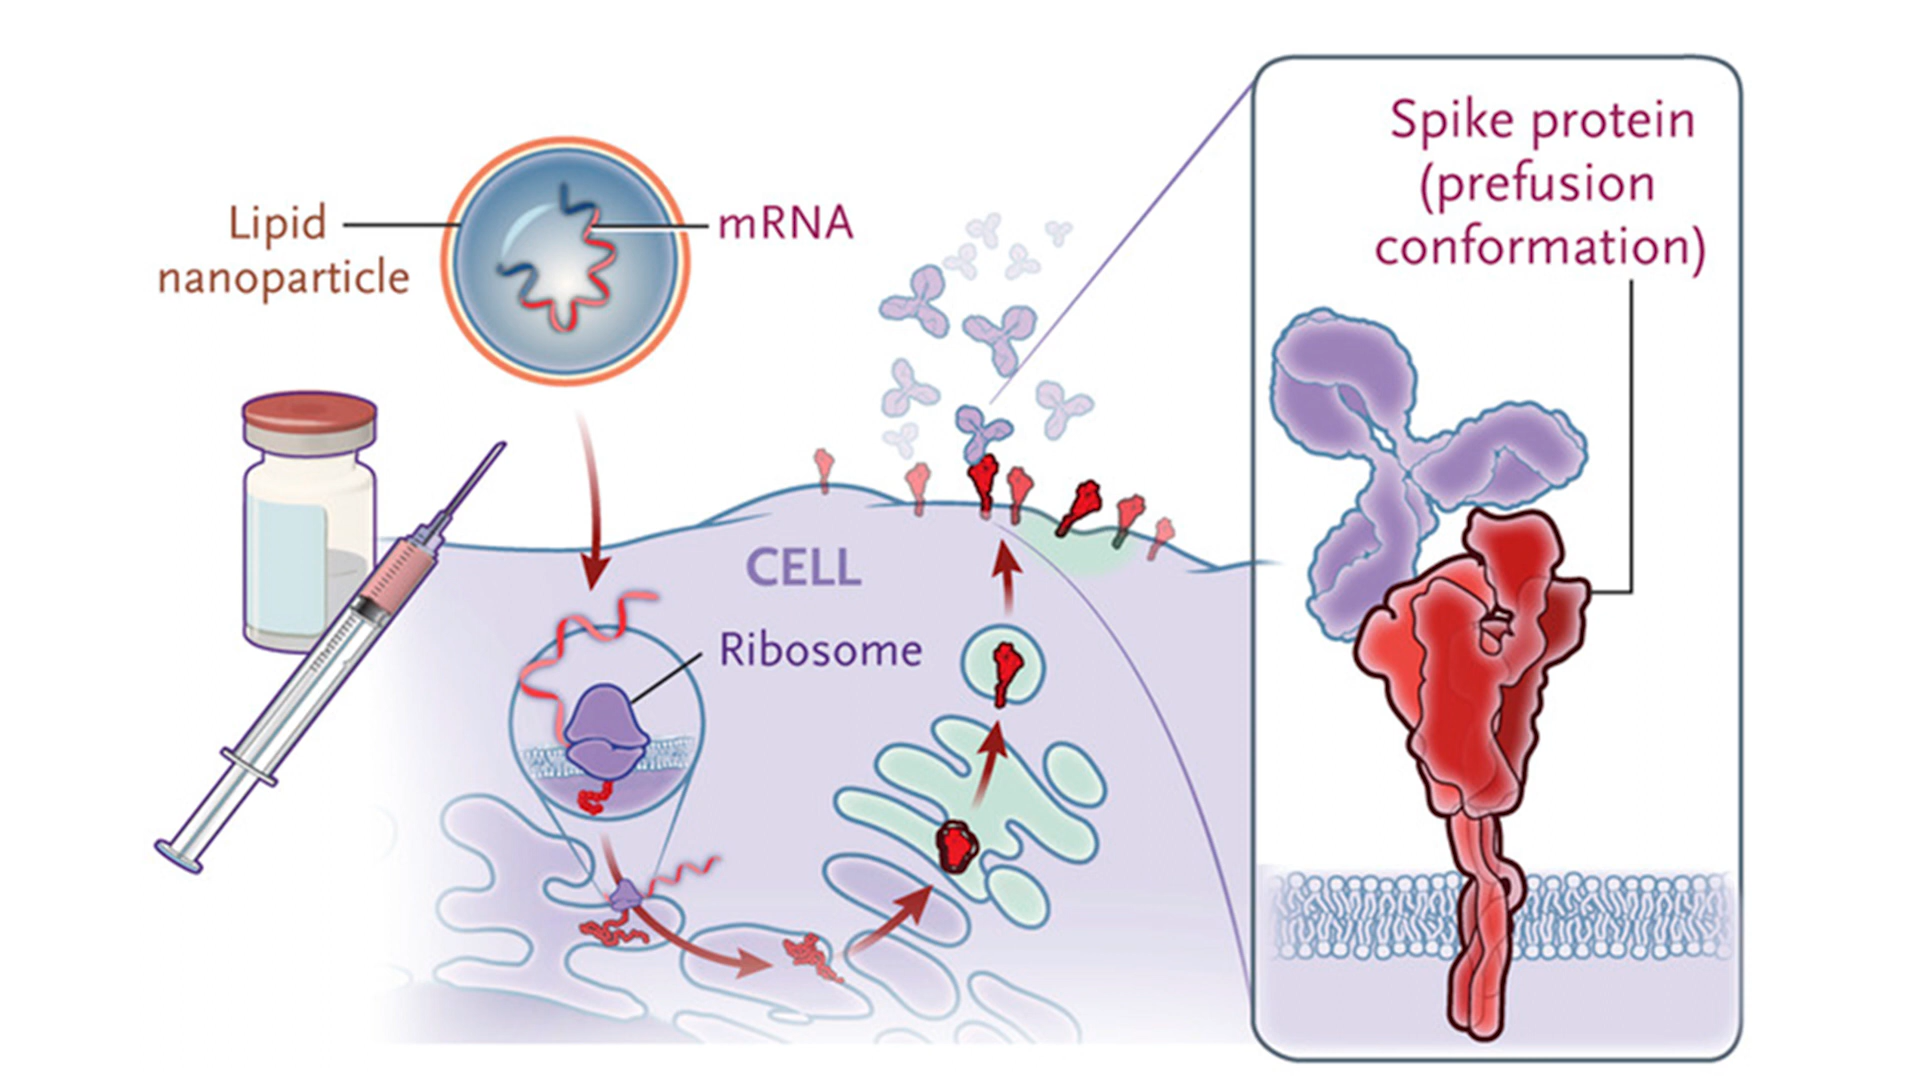 Lipid
nanoparticle
mRNA
CELL
Ribosome
Spike protein
(prefusion
conformation)